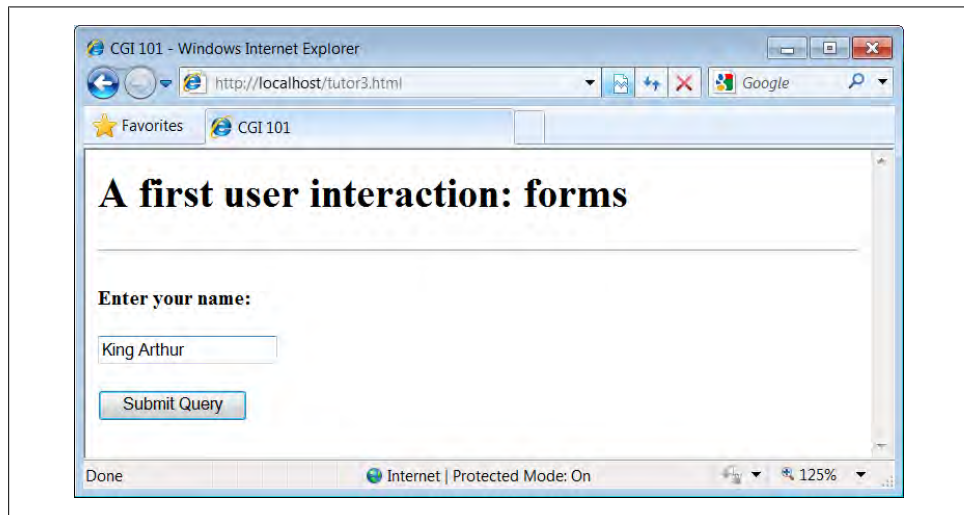 CGI 101 - Windows Internet Explorer
http://localhost/tutor3.html
Google
Favorites
CGI 101
A first user interaction: forms
Enter your name:
King Arthur
Submit Query
Done
Internet | Protected Mode: On
125%